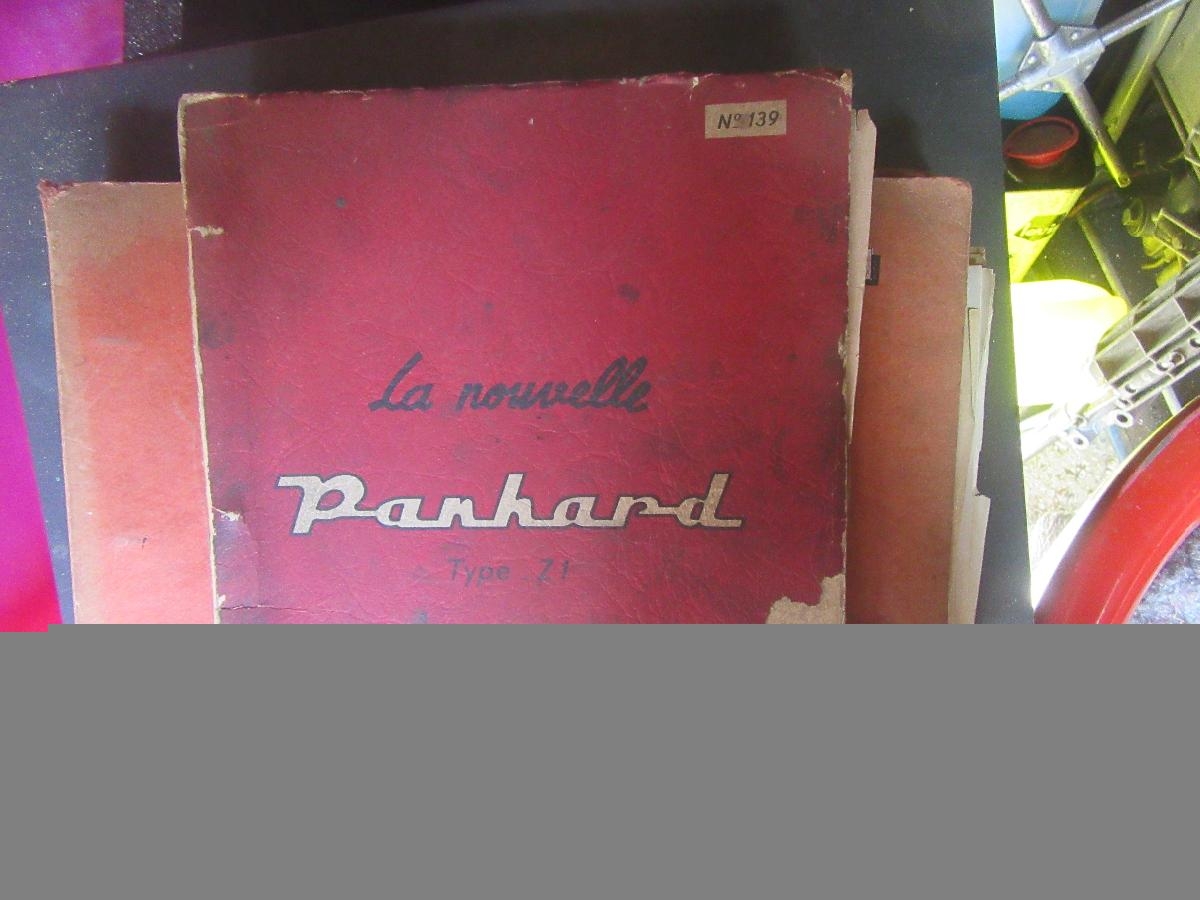 Nº 139
La nouvelle
Panhard
Type Z1